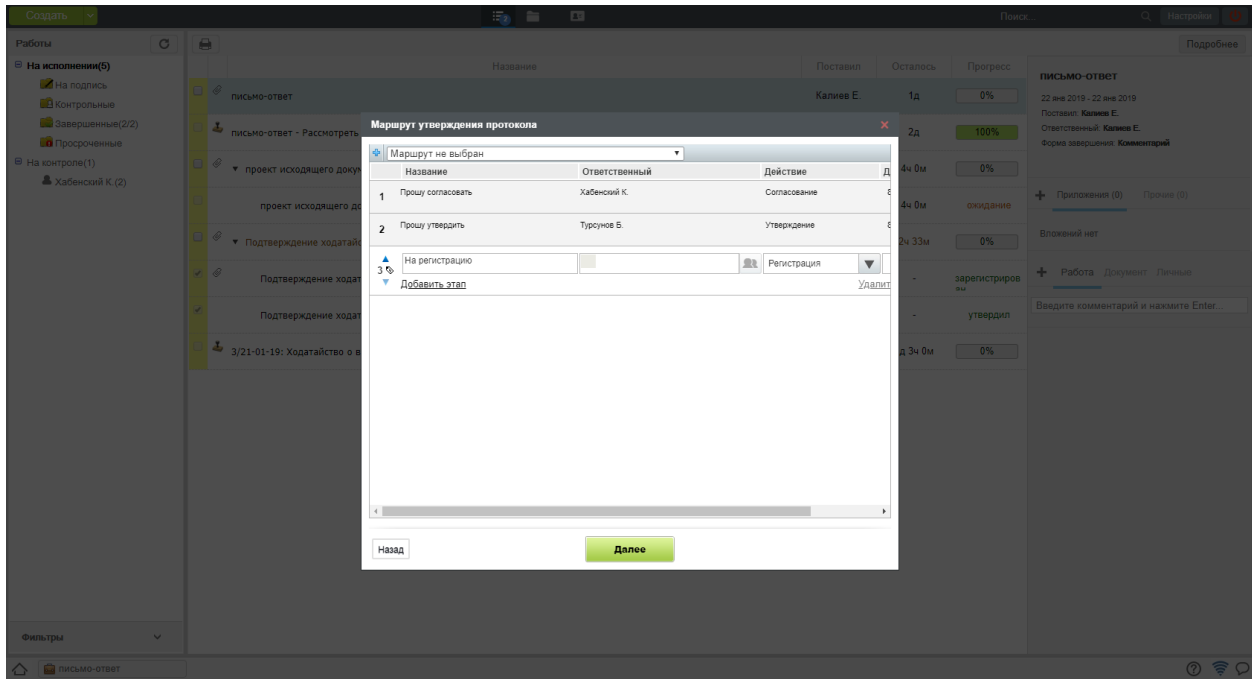 Создать
2
Поиск...
Настройки
Работы
Подробнее
На исполнении(5)
На подпись
Контрольные
Завершенные(2/2)
Просроченные
На контроле(1)
Хабенский К.(2)
Название
Поставил
Осталось
Прогресс
письмо-ответ
Калиев Е.
1д
0%
письмо-ответ - Рассмотреть
2д
100%
проект исходящего доку
4ч 0м
0%
проект исходящего до
4ч 0м
ожидание
Подтверждение ходатай
2ч 33м
0%
Подтверждение ходат
-
зарегистриров
Подтверждение ходат
-
утвердил
3/21-01-19: Ходатайство о в
д 3ч 0м
0%
Маршрут утверждения протокола
Маршрут не выбран
Название
Ответственный
Действие
Д
1
Прошу согласовать
Хабенский К.
Согласование
2
Прошу утвердить
Турсунов Б.
Утверждение
3
На регистрацию
Регистрация
Добавить этап
Удалит
Назад
Далее
письмо-ответ
22 янв 2019 - 22 янв 2019
Поставил: Калиев Е.
Ответственный: Калиев Е.
Форма завершения: Комментарий
Приложения (0)
Прочие (0)
Вложений нет
Работа Документ Личные
Введите комментарий и нажмите Enter...
Фильтры
письмо-ответ